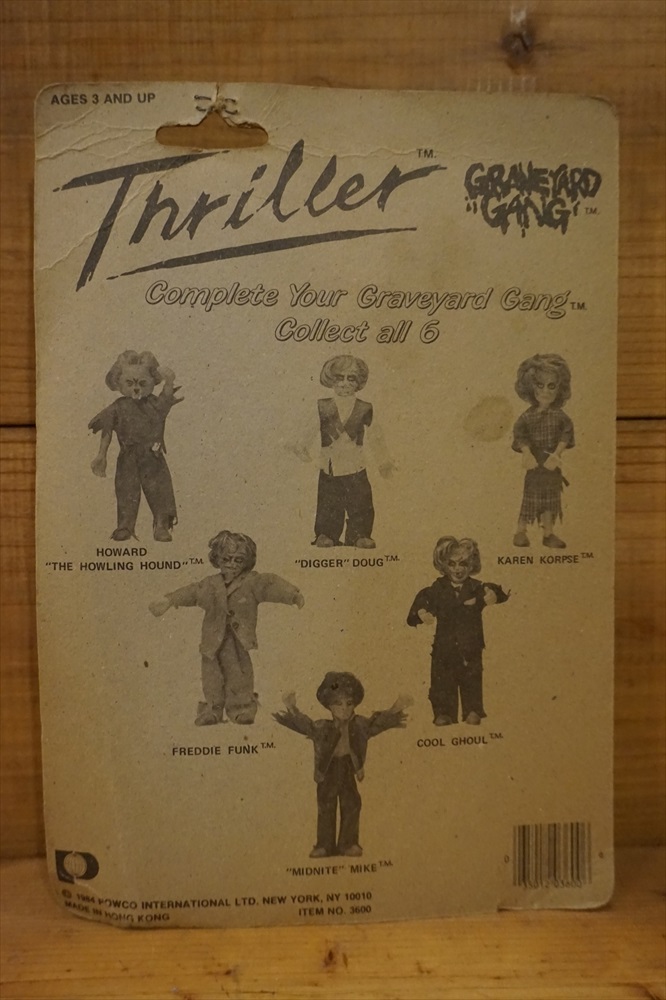 AGES 3 AND UP
Thriller™
GRAVEYARD
"GANG"™
Complete Your Graveyard Gang™
Collect all 6
HOWARD
"THE HOWLING HOUND"™
"DIGGER" DOUG™
KAREN KORPSE™
FREDDIE FUNK™
COOL GHOUL™
"MIDNITE" MIKE™
© 1984 POWCO INTERNATIONAL LTD. NEW YORK, NY 10010
MADE IN HONG KONG
ITEM NO. 3600